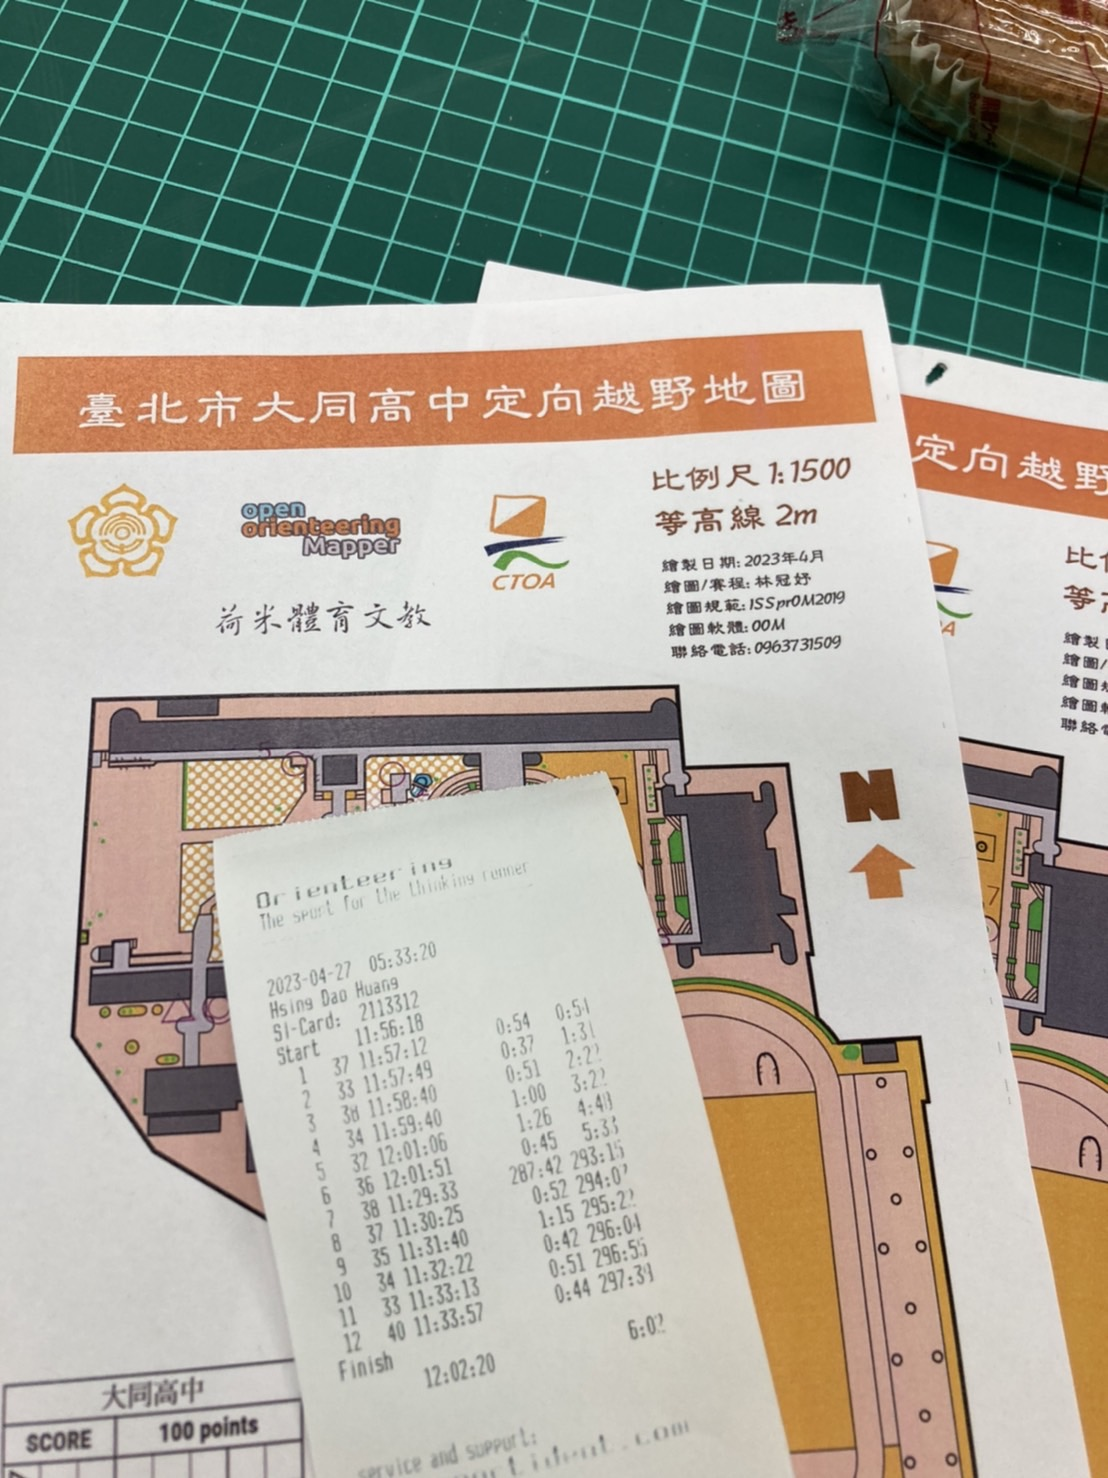 臺北市大同高中定向越野地圖
open
orienteering
Mapper
CTOA
荷米體育文教
比例尺 1:1500
等高線 2m
繪製日期: 2023年4月
繪圖/賽程: 林冠妤
繪圖規範: ISSprOM2019
繪圖軟體: OOM
聯絡電話: 0963731509
定向越野
N
5
7
Orienteering
The sport for the thinking runner
2023-04-27 05:33:20
Hsing Dao Huang
SI-Card: 2113312
Start 11:56:18
1 37 11:57:12 0:54 0:54
2 33 11:57:49 0:37 1:31
3 38 11:58:40 0:51 2:22
4 34 11:59:40 1:00 3:22
5 32 12:01:06 1:26 4:48
6 36 12:01:51 0:45 5:33
7 38 11:29:33 287:42 293:15
8 37 11:30:25 0:52 294:07
9 35 11:31:40 1:15 295:22
10 34 11:32:22 0:42 296:04
11 33 11:33:13 0:51 296:55
12 40 11:33:57 0:44 297:39
Finish 12:02:20 6:02
service and support:
大同高中
SCORE 100 points